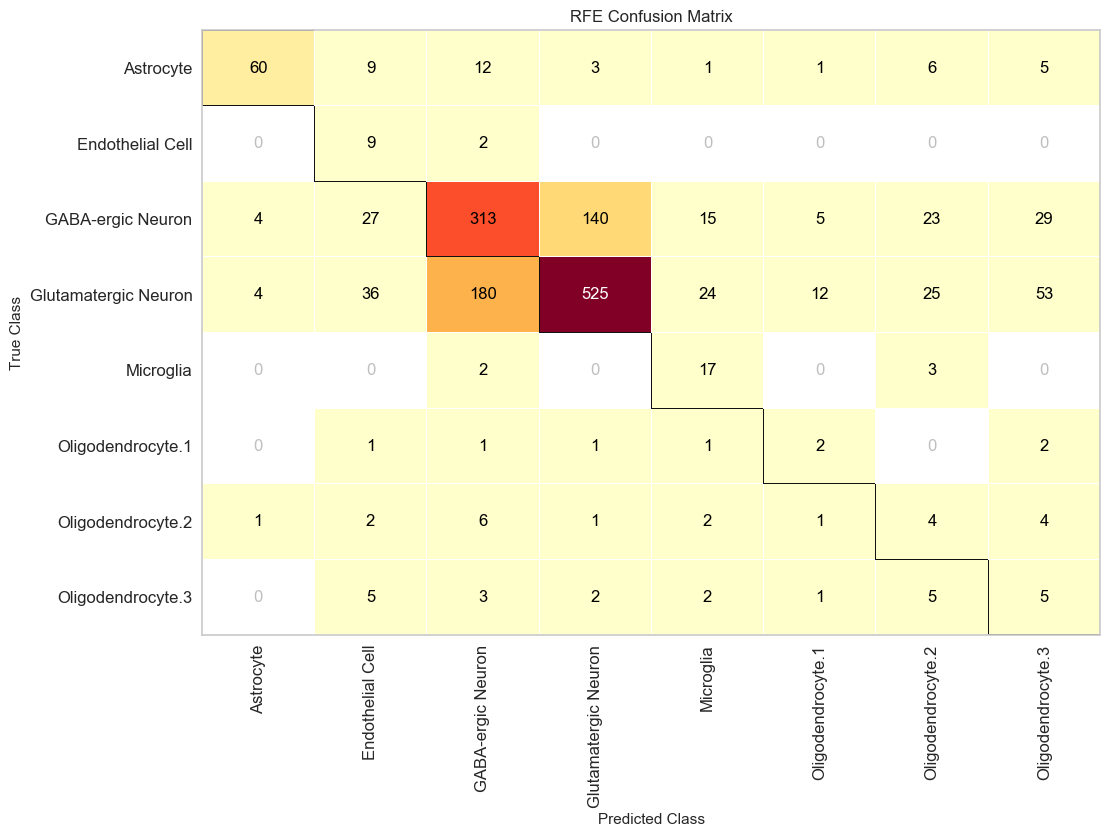 RFE Confusion Matrix
True Class
Astrocyte 60 9 12 3 1 1 6 5
Endothelial Cell 0 9 2 0 0 0 0 0
GABA-ergic Neuron 4 27 313 140 15 5 23 29
Glutamatergic Neuron 4 36 180 525 24 12 25 53
Microglia 0 0 2 0 17 0 3 0
Oligodendrocyte.1 0 1 1 1 1 2 0 2
Oligodendrocyte.2 1 2 6 1 2 1 4 4
Oligodendrocyte.3 0 5 3 2 2 1 5 5
Astrocyte
Endothelial Cell
GABA-ergic Neuron
Glutamatergic Neuron
Microglia
Oligodendrocyte.1
Oligodendrocyte.2
Oligodendrocyte.3
Predicted Class